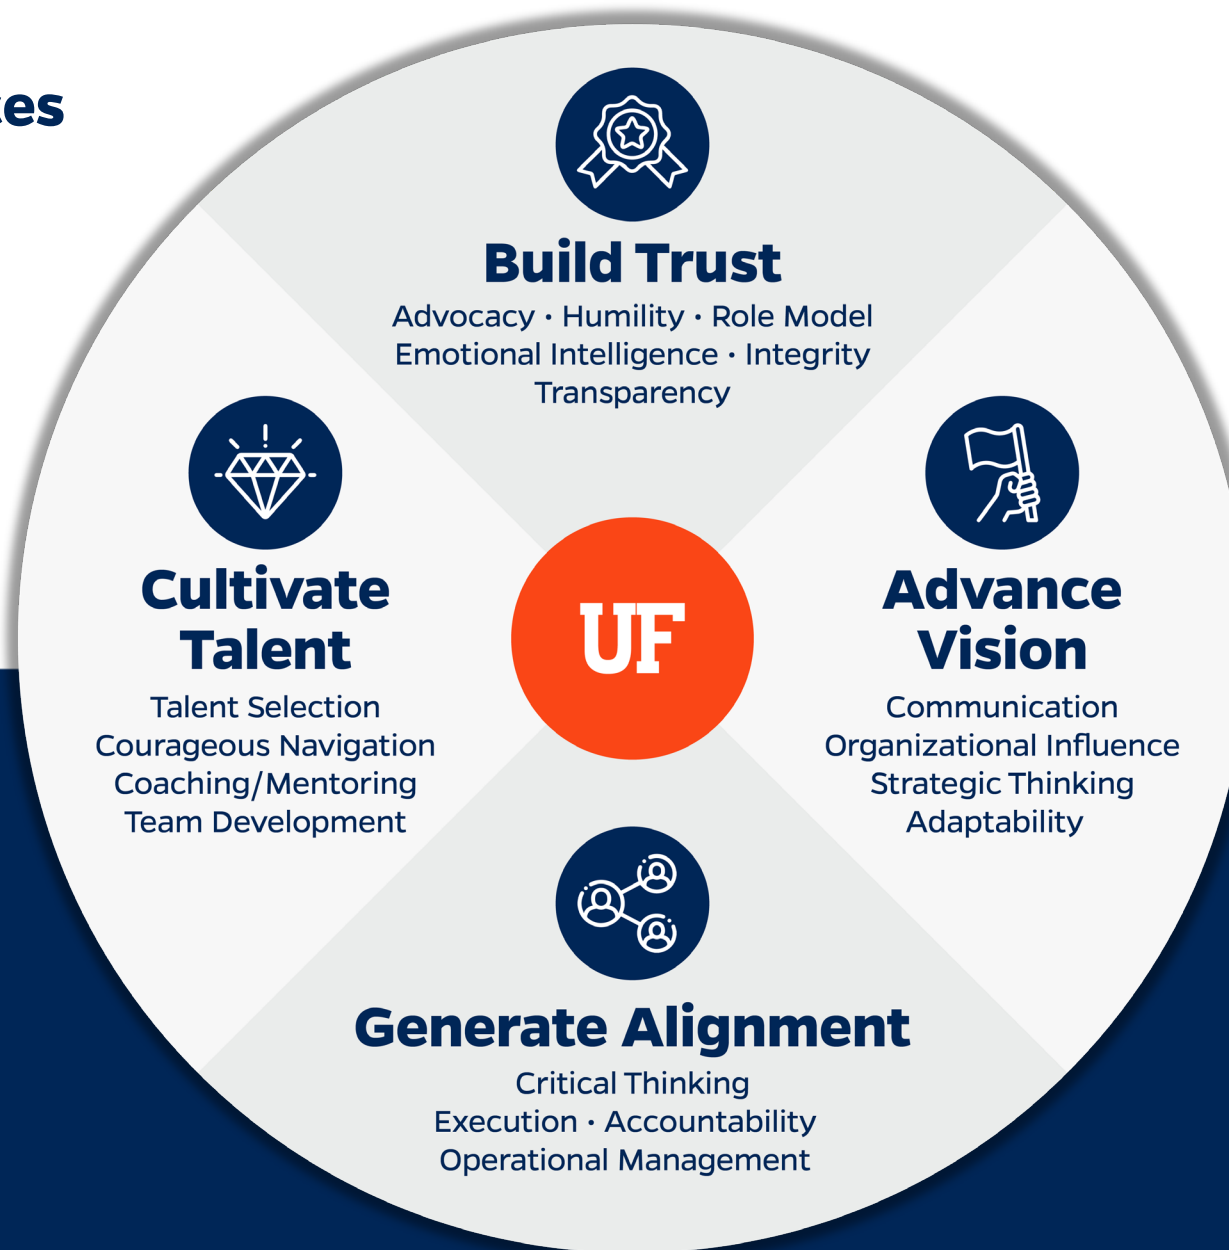 Build Trust
Advocacy · Humility · Role Model
Emotional Intelligence · Integrity
Transparency
Cultivate
Talent
Talent Selection
Courageous Navigation
Coaching/Mentoring
Team Development
UF
Advance
Vision
Communication
Organizational Influence
Strategic Thinking
Adaptability
Generate Alignment
Critical Thinking
Execution · Accountability
Operational Management